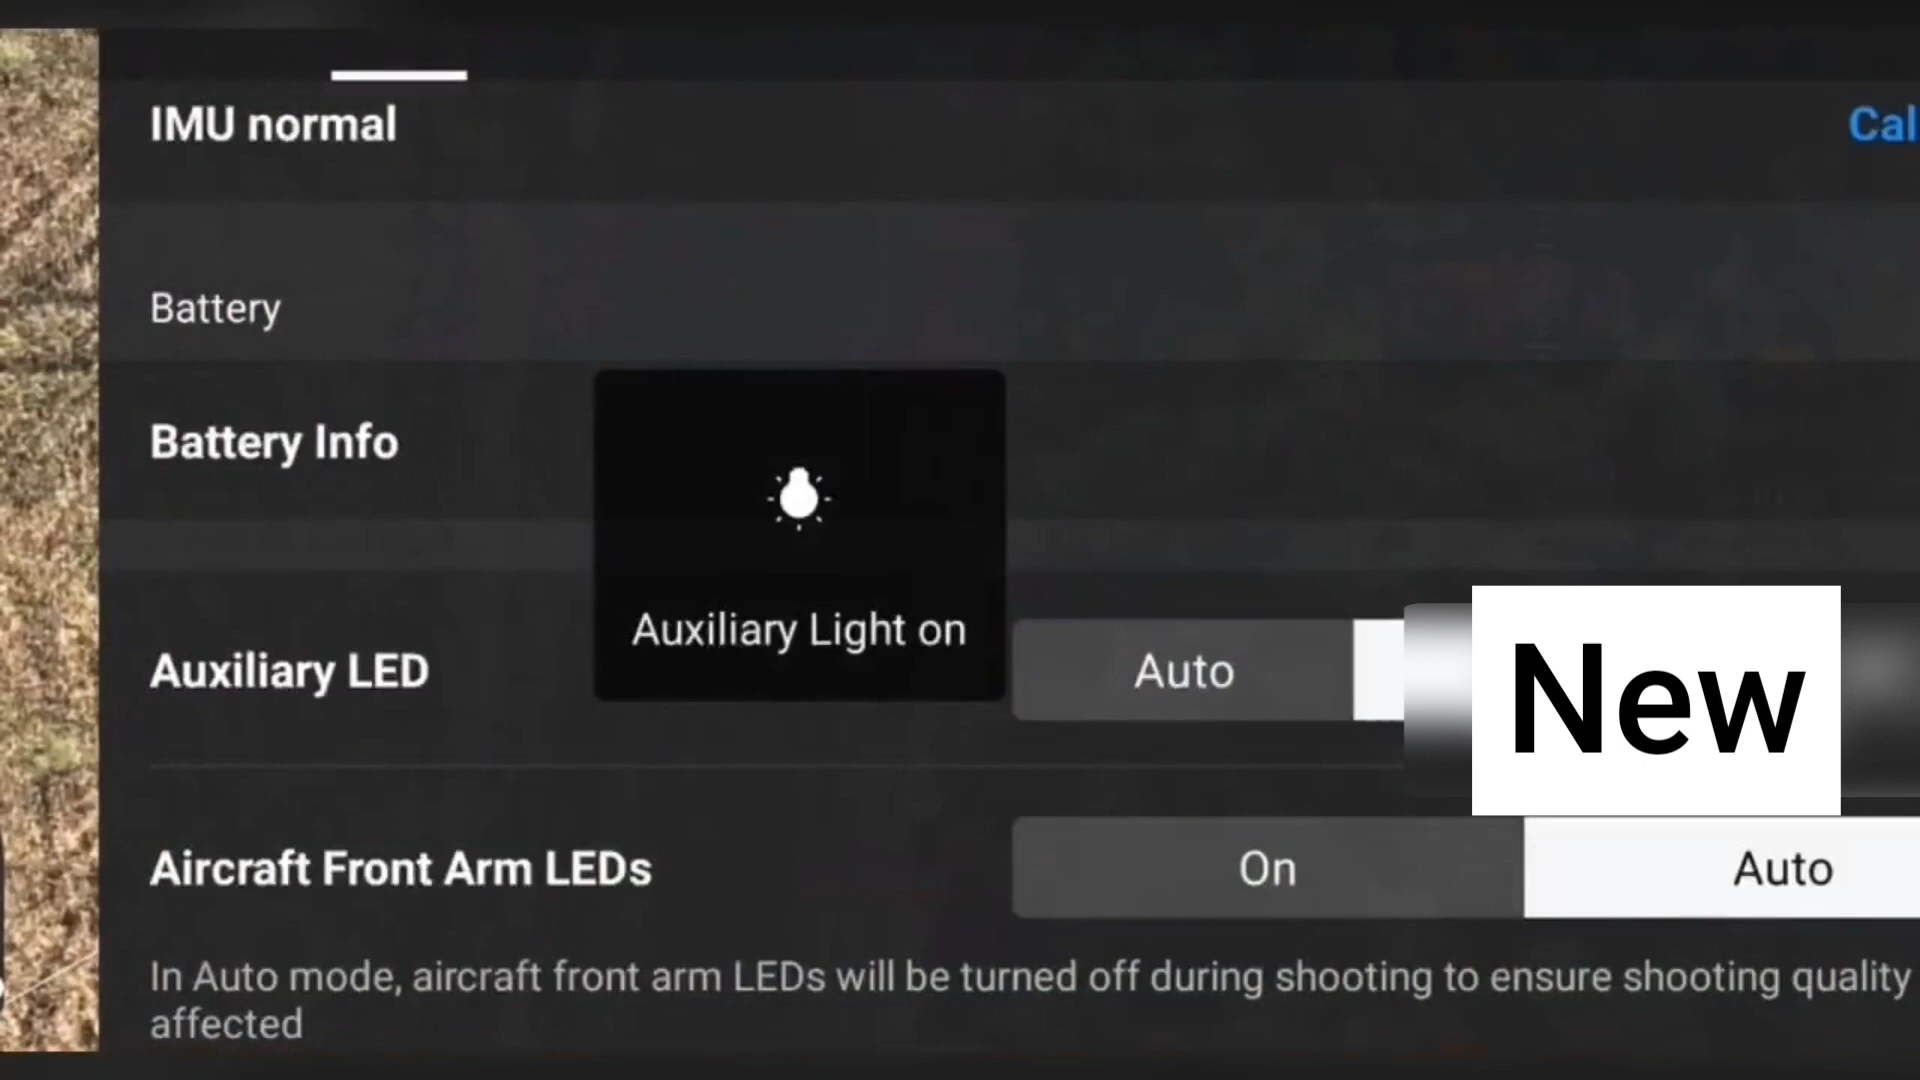 IMU normal
Cal
Battery
Battery Info
Auxiliary Light on
Auxiliary LED
Auto
New
Aircraft Front Arm LEDs
On
Auto
In Auto mode, aircraft front arm LEDs will be turned off during shooting to ensure shooting quality
affected